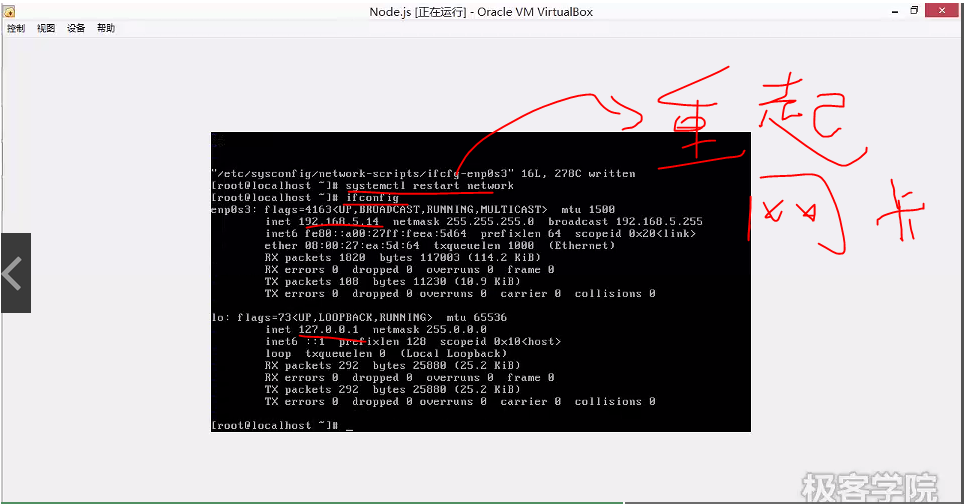 Node.js [正在运行] - Oracle VM VirtualBox
控制 视图 设备 帮助
重起
网卡
"/etc/sysconfig/network-scripts/ifcfg-enp0s3" 16L, 278C written
[root@localhost ~]# systemctl restart network
[root@localhost ~]# ifconfig
enp0s3: flags=4163<UP,BROADCAST,RUNNING,MULTICAST> mtu 1500
inet 192.168.5.14 netmask 255.255.255.0 broadcast 192.168.5.255
inet6 fe80::a00:27ff:feea:5d64 prefixlen 64 scopeid 0x20<link>
ether 08:00:27:ea:5d:64 txqueuelen 1000 (Ethernet)
RX packets 1820 bytes 117003 (114.2 KiB)
RX errors 0 dropped 0 overruns 0 frame 0
TX packets 108 bytes 11230 (10.9 KiB)
TX errors 0 dropped 0 overruns 0 carrier 0 collisions 0
lo: flags=73<UP,LOOPBACK,RUNNING> mtu 65536
inet 127.0.0.1 netmask 255.0.0.0
inet6 ::1 prefixlen 128 scopeid 0x10<host>
loop txqueuelen 0 (Local Loopback)
RX packets 292 bytes 25880 (25.2 KiB)
RX errors 0 dropped 0 overruns 0 frame 0
TX packets 292 bytes 25880 (25.2 KiB)
TX errors 0 dropped 0 overruns 0 carrier 0 collisions 0
[root@localhost ~]# _
极客学院